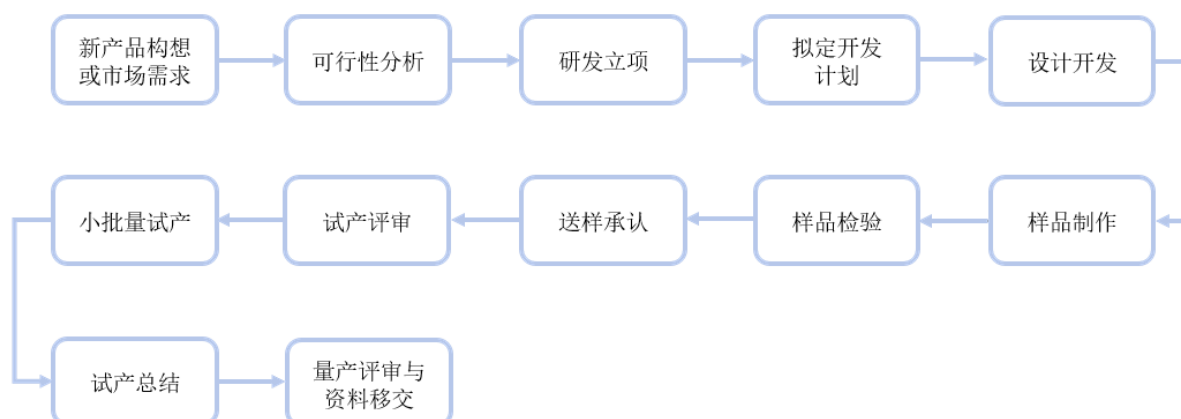 新产品构想
或市场需求
可行性分析
研发立项
拟定开发
计划
设计开发
小批量试产
试产评审
送样承认
样品检验
样品制作
试产总结
量产评审与
资料移交